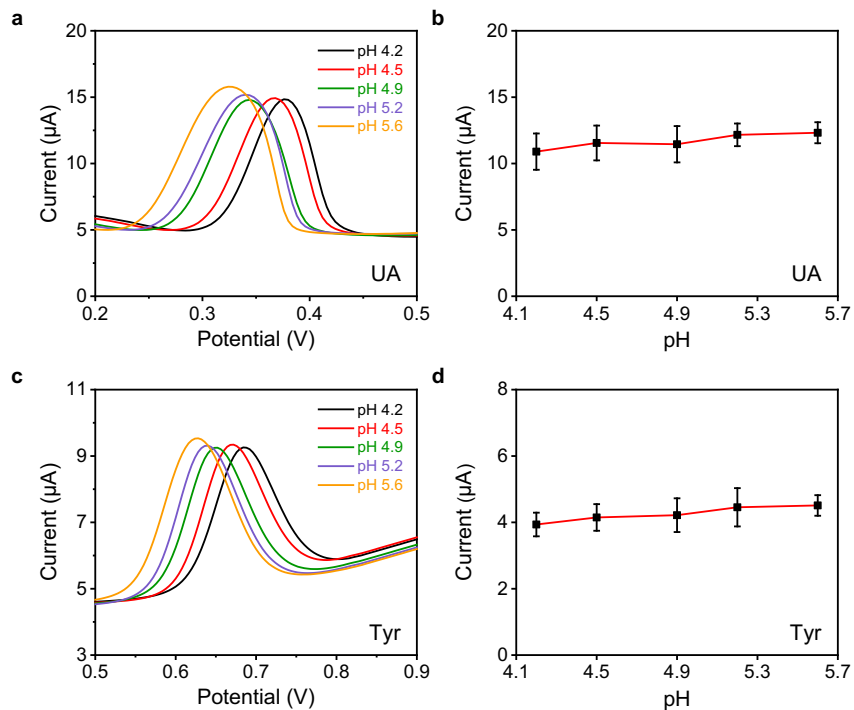 a
20
15
10
5
0
Current (µA)
0.2 0.3 0.4 0.5
Potential (V)
pH 4.2
pH 4.5
pH 4.9
pH 5.2
pH 5.6
UA
b
20
15
10
5
0
Current (µA)
4.1 4.5 4.9 5.3 5.7
pH
UA
c
11
9
7
5
3
Current (µA)
0.5 0.6 0.7 0.8 0.9
Potential (V)
pH 4.2
pH 4.5
pH 4.9
pH 5.2
pH 5.6
Tyr
d
8
6
4
2
0
Current (µA)
4.1 4.5 4.9 5.3 5.7
pH
Tyr